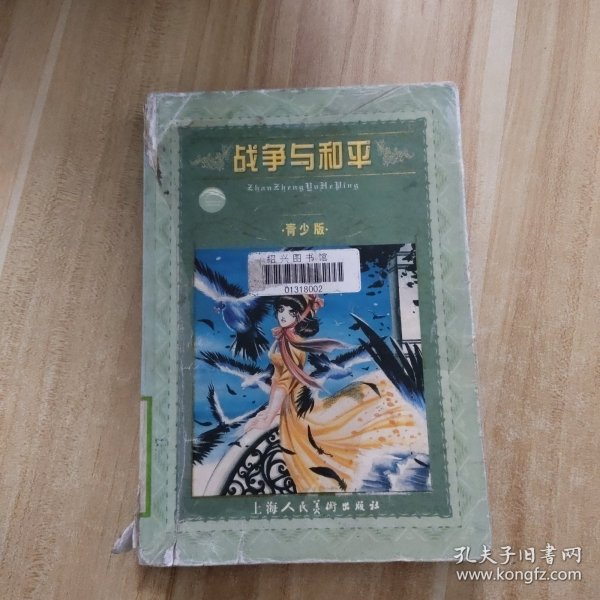 战争与和平
ZhanZhengYuHePing
·青少版·
绍兴图书馆
01318002
上海人民美術出版社
孔夫子旧书网
www.kongfz.com